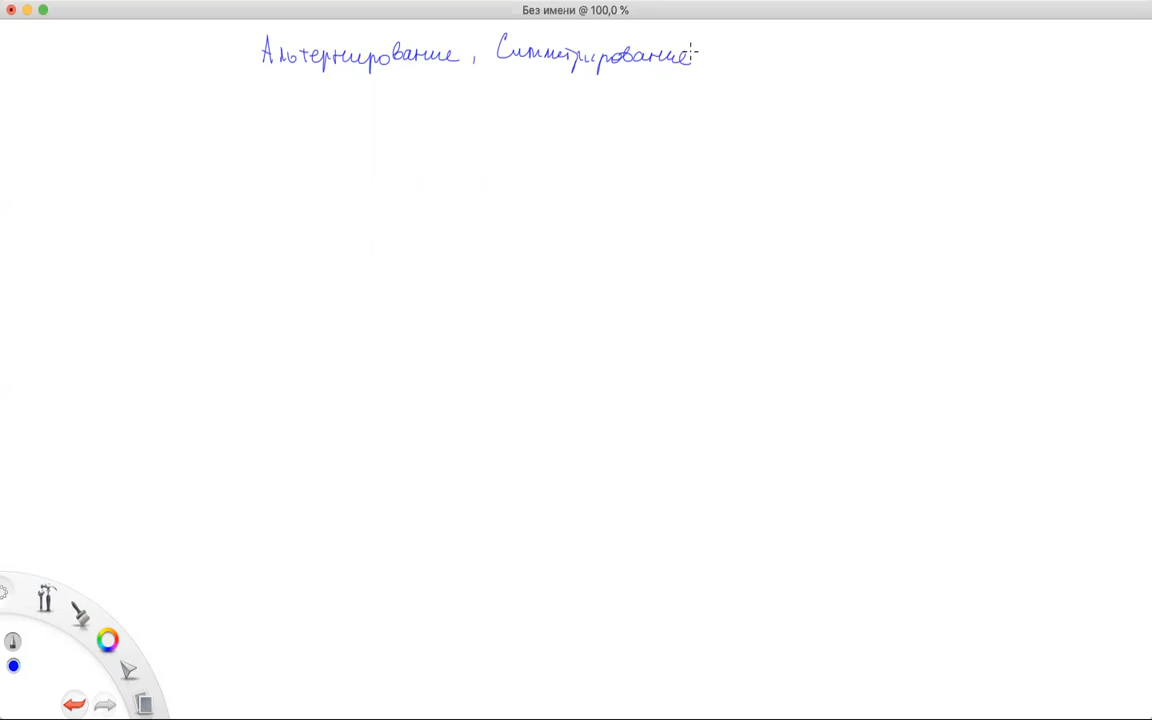 Без имени @ 100,0 %
Альтернирование, Симметрирование